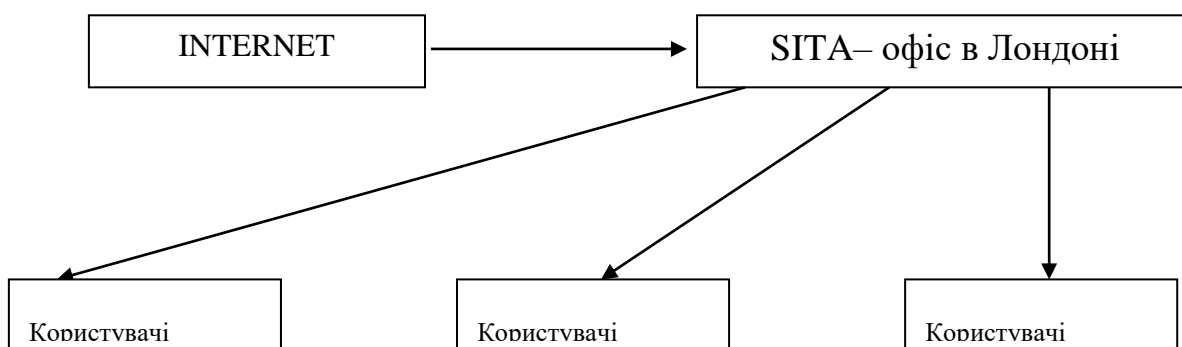 INTERNET
SITA– офіс в Лондоні
Користувачі
Користувачі
Користувачі